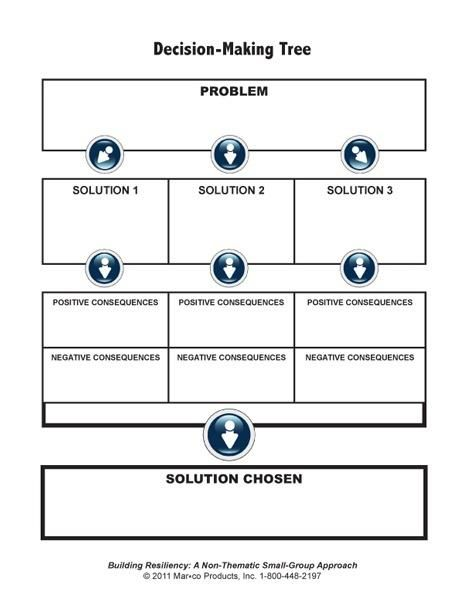 Decision-Making Tree
PROBLEM
SOLUTION 1 SOLUTION 2 SOLUTION 3
POSITIVE CONSEQUENCES POSITIVE CONSEQUENCES POSITIVE CONSEQUENCES
NEGATIVE CONSEQUENCES NEGATIVE CONSEQUENCES NEGATIVE CONSEQUENCES
SOLUTION CHOSEN
Building Resiliency: A Non-Thematic Small-Group Approach
© 2011 Mar•co Products, Inc. 1-800-448-2197